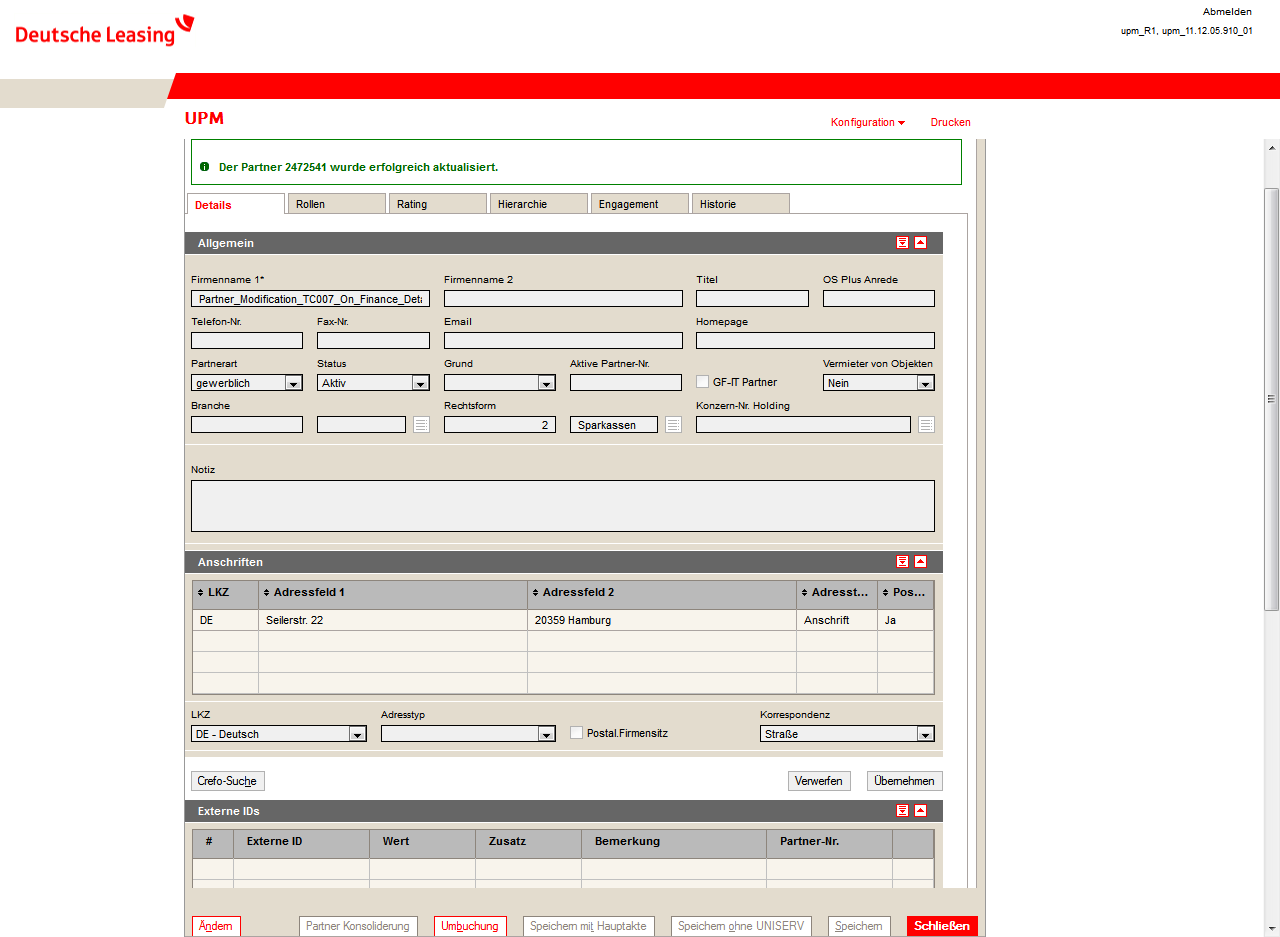 Deutsche Leasing
Abmelden
upm_R1, upm_11.12.05.910_01
UPM
Konfiguration
Drucken
Der Partner 2472541 wurde erfolgreich aktualisiert.
Details Rollen Rating Hierarchie Engagement Historie
Allgemein
Firmenname 1* Firmenname 2 Titel OS Plus Anrede
Partner_Modification_TC007_On_Finance_Deta
Telefon-Nr. Fax-Nr. Email Homepage
Partnerart Status Grund Aktive Partner-Nr. Vermieter von Objekten
gewerblich Aktiv GF-IT Partner Nein
Branche Rechtsform Konzern-Nr. Holding
2 Sparkassen
Notiz
Anschriften
LKZ Adressfeld 1 Adressfeld 2 Adresst... Pos...
DE Seilerstr. 22 20359 Hamburg Anschrift Ja
LKZ Adresstyp Korrespondenz
DE - Deutsch Postal.Firmensitz Straße
Crefo-Suche Verwerfen Übernehmen
Externe IDs
# Externe ID Wert Zusatz Bemerkung Partner-Nr.
Ändern Partner Konsolidierung Umbuchung Speichern mit Hauptakte Speichern ohne UNISERV Speichern Schließen